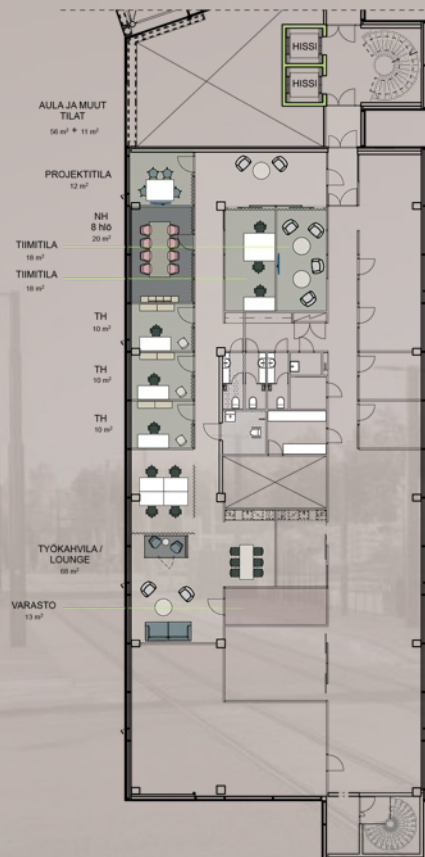 HISSI
HISSI
AULA JA MUUT
TILAT
56 m² + 11 m²
PROJEKTITILA
12 m²
NH
8 hlö
20 m²
TIIMITILA
18 m²
TIIMITILA
18 m²
TH
10 m²
TH
10 m²
TH
10 m²
TYÖKAHVILA /
LOUNGE
68 m²
VARASTO
13 m²